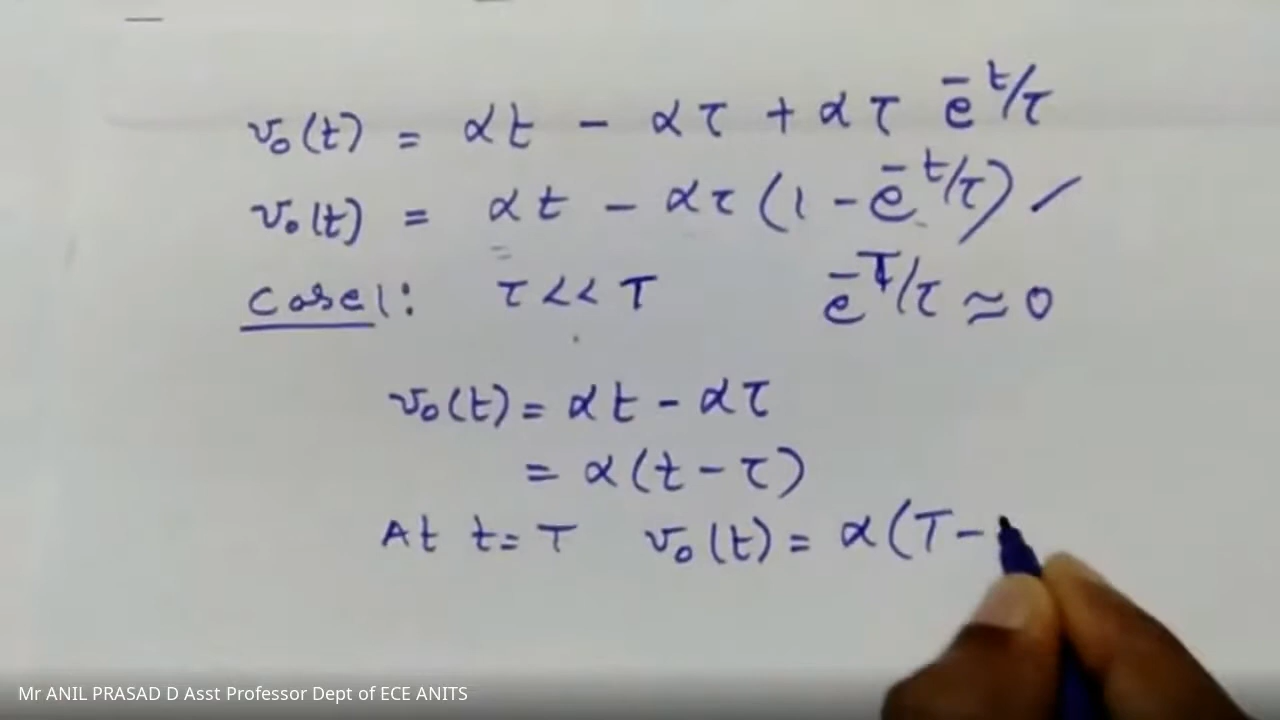 v₀(t) = αt - ατ + ατ e^-t/τ
v₀(t) = αt - ατ (1 - e^-t/τ)
Case1: τ << T e^-T/τ ≈ 0
v₀(t) = αt - ατ
= α(t - τ)
At t = T v₀(t) = α(T -
Mr ANIL PRASAD D Asst Professor Dept of ECE ANITS